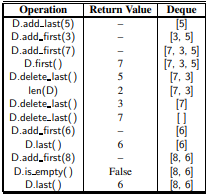 Operation Return Value Deque
D.add_last(5) – [5]
D.add_first(3) – [3, 5]
D.add_first(7) – [7, 3, 5]
D.first() 7 [7, 3, 5]
D.delete_last() 5 [7, 3]
len(D) 2 [7, 3]
D.delete_last() 3 [7]
D.delete_last() 7 [ ]
D.add_first(6) – [6]
D.last() 6 [6]
D.add_first(8) – [8, 6]
D.is_empty() False [8, 6]
D.last() 6 [8, 6]